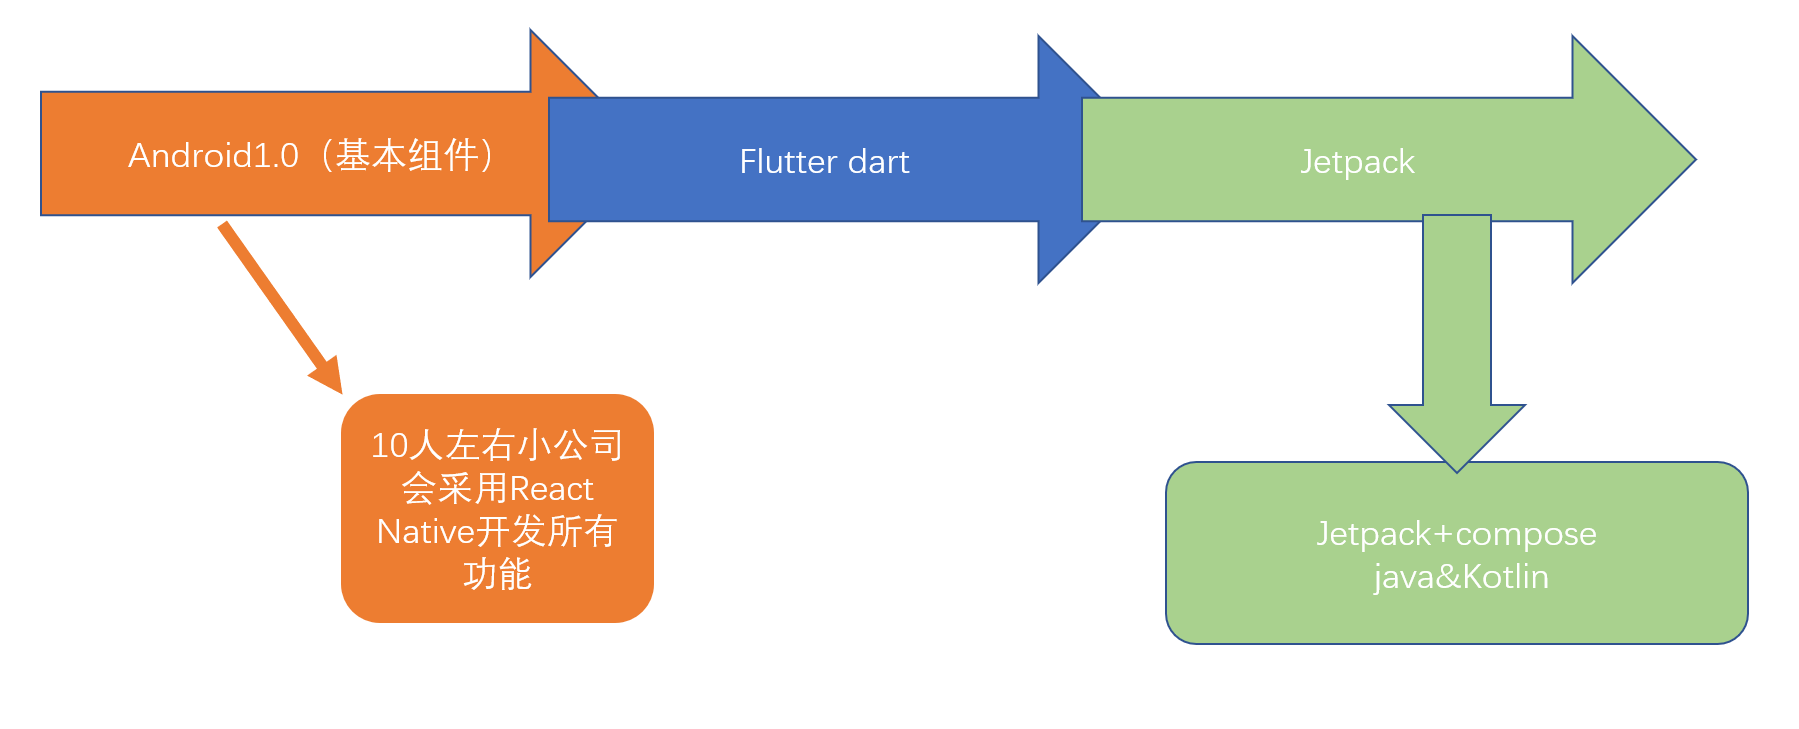 Android1.0（基本组件）
Flutter dart
Jetpack
10人左右小公司
会采用React
Native开发所有
功能
Jetpack+compose
java&Kotlin